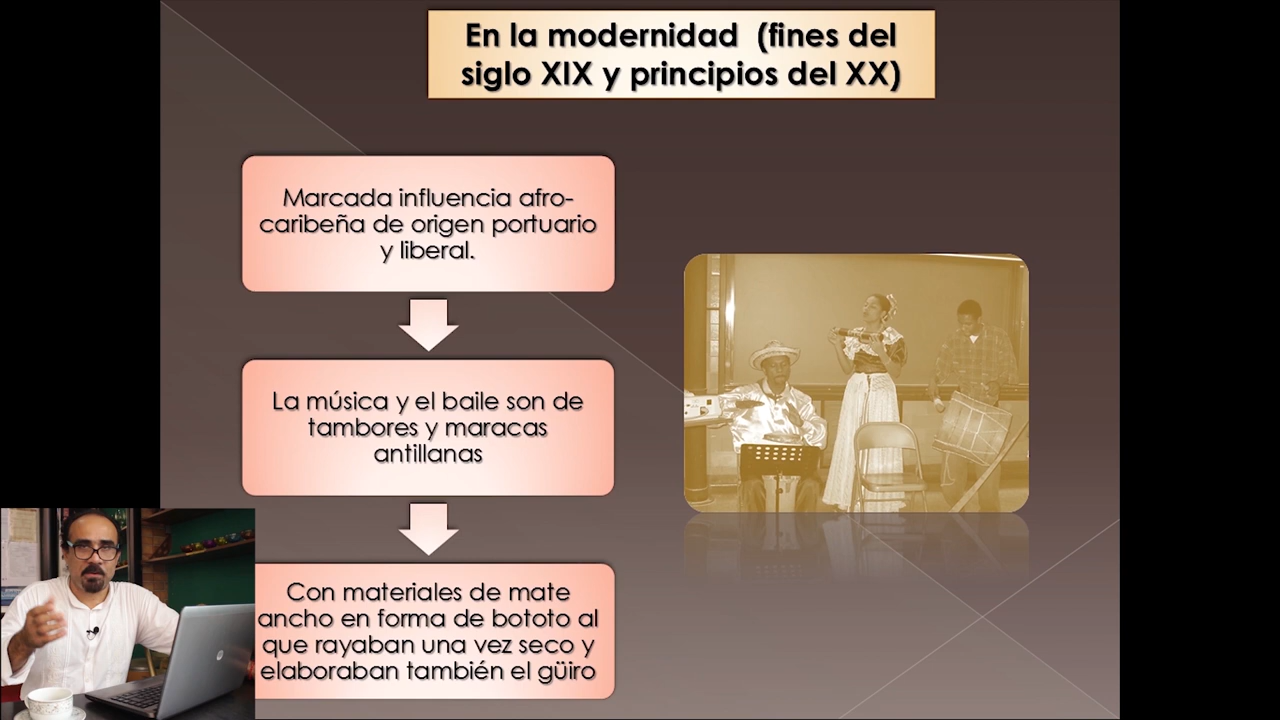 En la modernidad (fines del
siglo XIX y principios del XX)
Marcada influencia afro-
caribeña de origen portuario
y liberal.
La música y el baile son de
tambores y maracas
antillanas
Con materiales de mate
ancho en forma de bototo al
que rayaban una vez seco y
elaboraban también el güiro